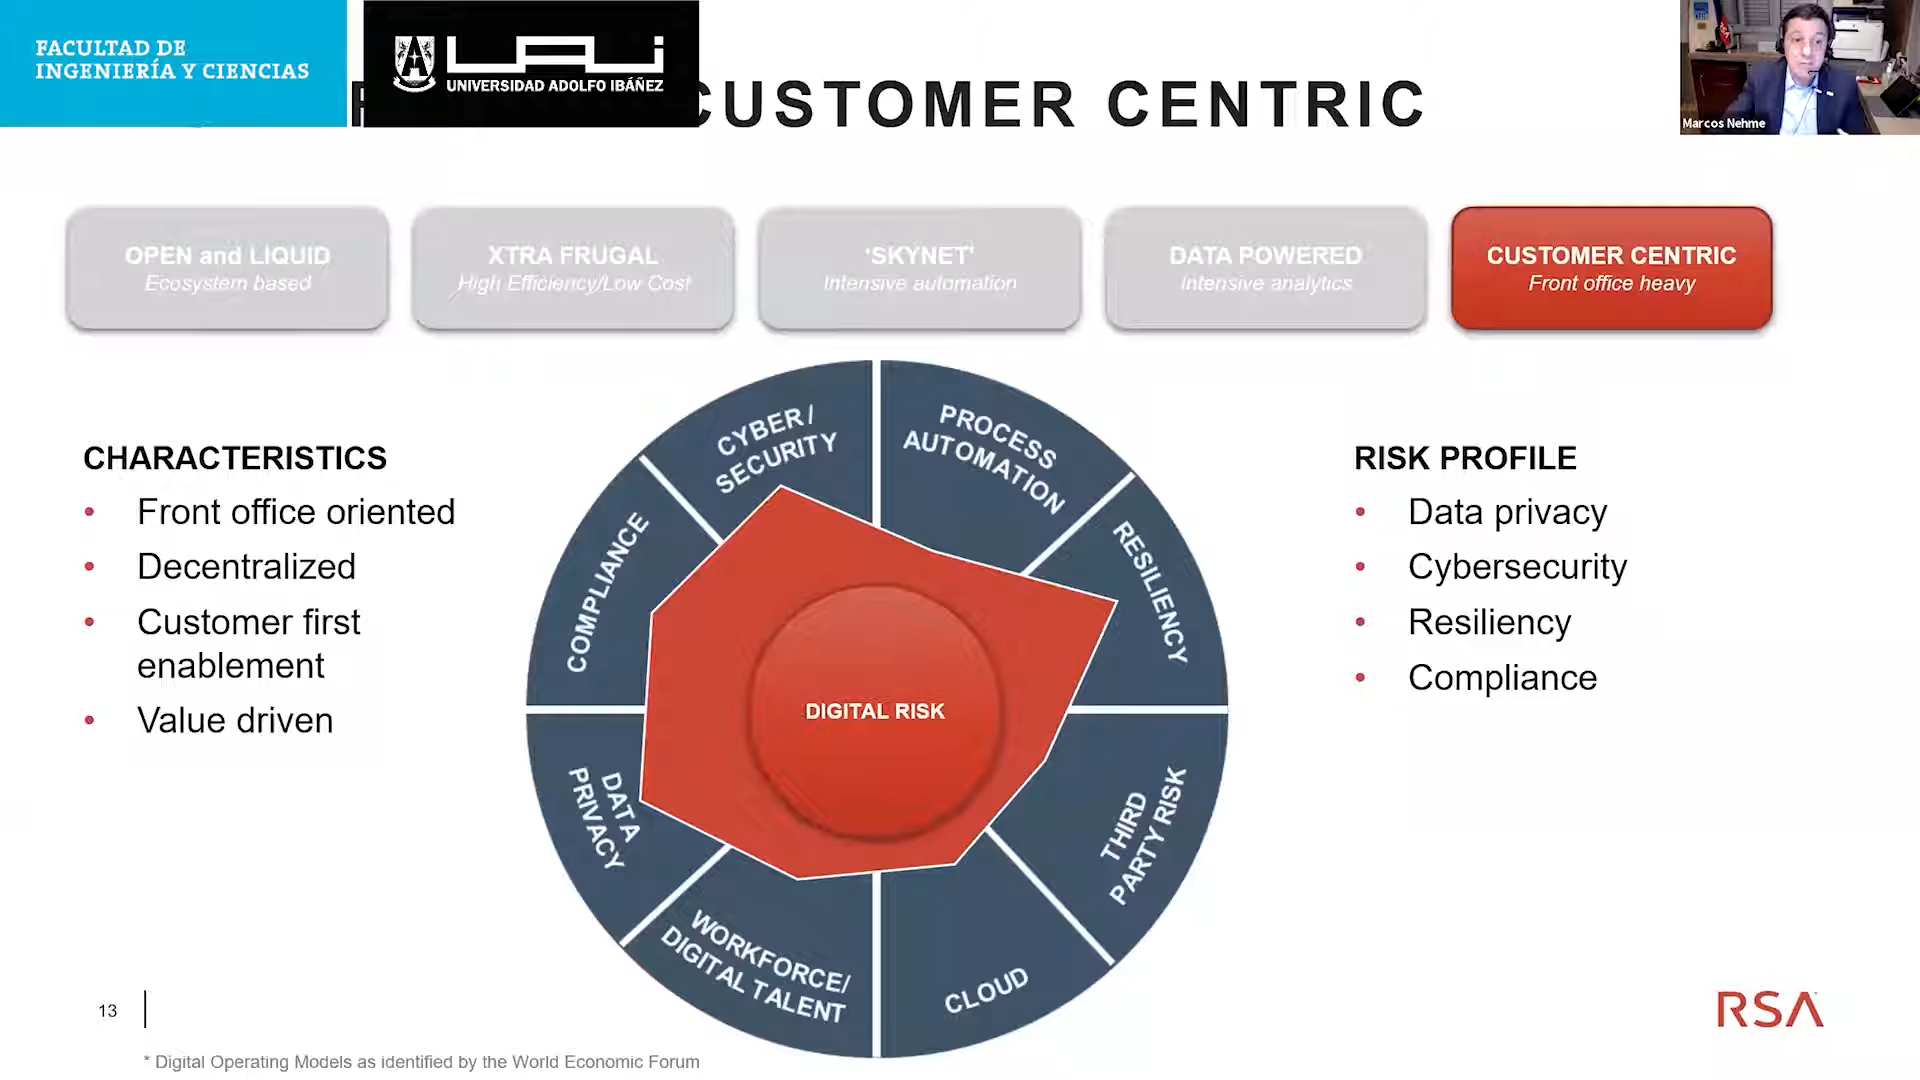 FACULTAD DE
INGENIERÍA Y CIENCIAS
UAI
UNIVERSIDAD ADOLFO IBÁÑEZ
CUSTOMER CENTRIC
Marcos Nehme
OPEN and LIQUID
Ecosystem based
XTRA FRUGAL
High Efficiency/Low Cost
‘SKYNET’
Intensive automation
DATA POWERED
Intensive analytics
CUSTOMER CENTRIC
Front office heavy
CHARACTERISTICS
• Front office oriented
• Decentralized
• Customer first
enablement
• Value driven
CYBER /
SECURITY
PROCESS
AUTOMATION
RESILIENCY
THIRD
PARTY RISK
CLOUD
WORKFORCE/
DIGITAL TALENT
DATA
PRIVACY
COMPLIANCE
DIGITAL RISK
RISK PROFILE
• Data privacy
• Cybersecurity
• Resiliency
• Compliance
13
RSA
* Digital Operating Models as identified by the World Economic Forum